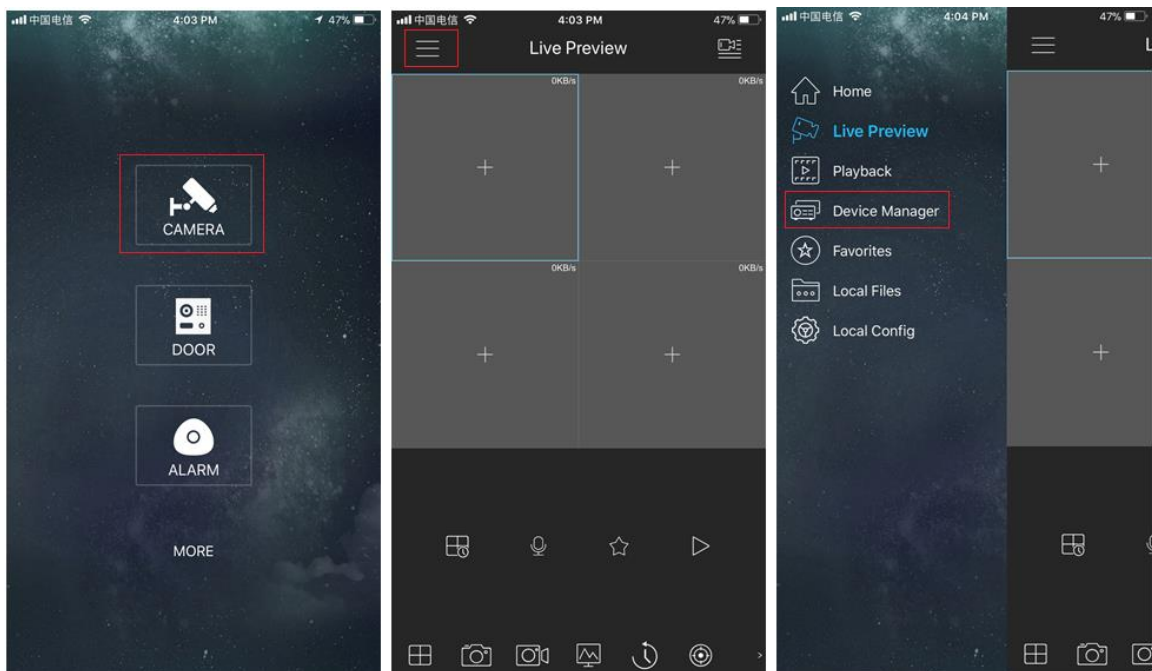 中国电信 4:03 PM 47%
CAMERA
DOOR
ALARM
MORE
中国电信 4:03 PM 47%
Live Preview
0KB/s 0KB/s
0KB/s 0KB/s
中国电信 4:04 PM 47%
L
Home
Live Preview
Playback
Device Manager
Favorites
Local Files
Local Config